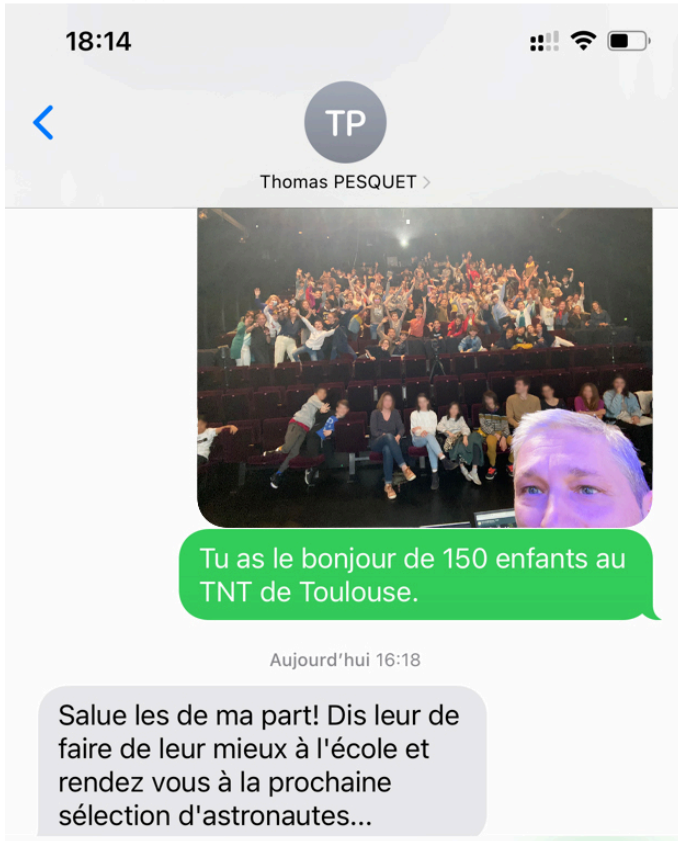 18:14
TP
Thomas PESQUET
Tu as le bonjour de 150 enfants au
TNT de Toulouse.
Aujourd'hui 16:18
Salue les de ma part! Dis leur de
faire de leur mieux à l'école et
rendez vous à la prochaine
sélection d'astronautes...